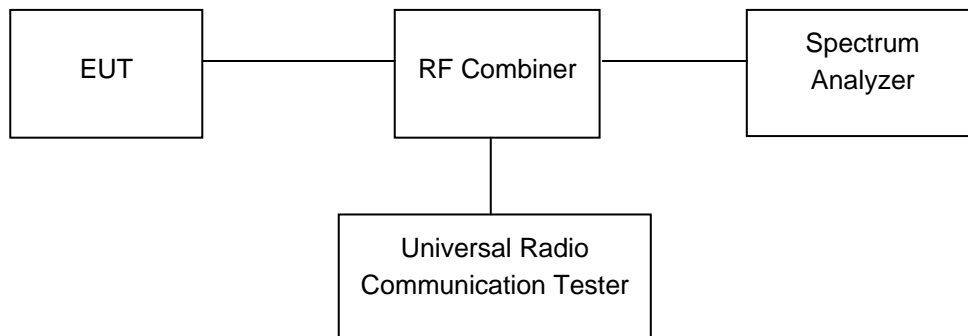 EUT
RF Combiner
Spectrum
Analyzer
Universal Radio
Communication Tester